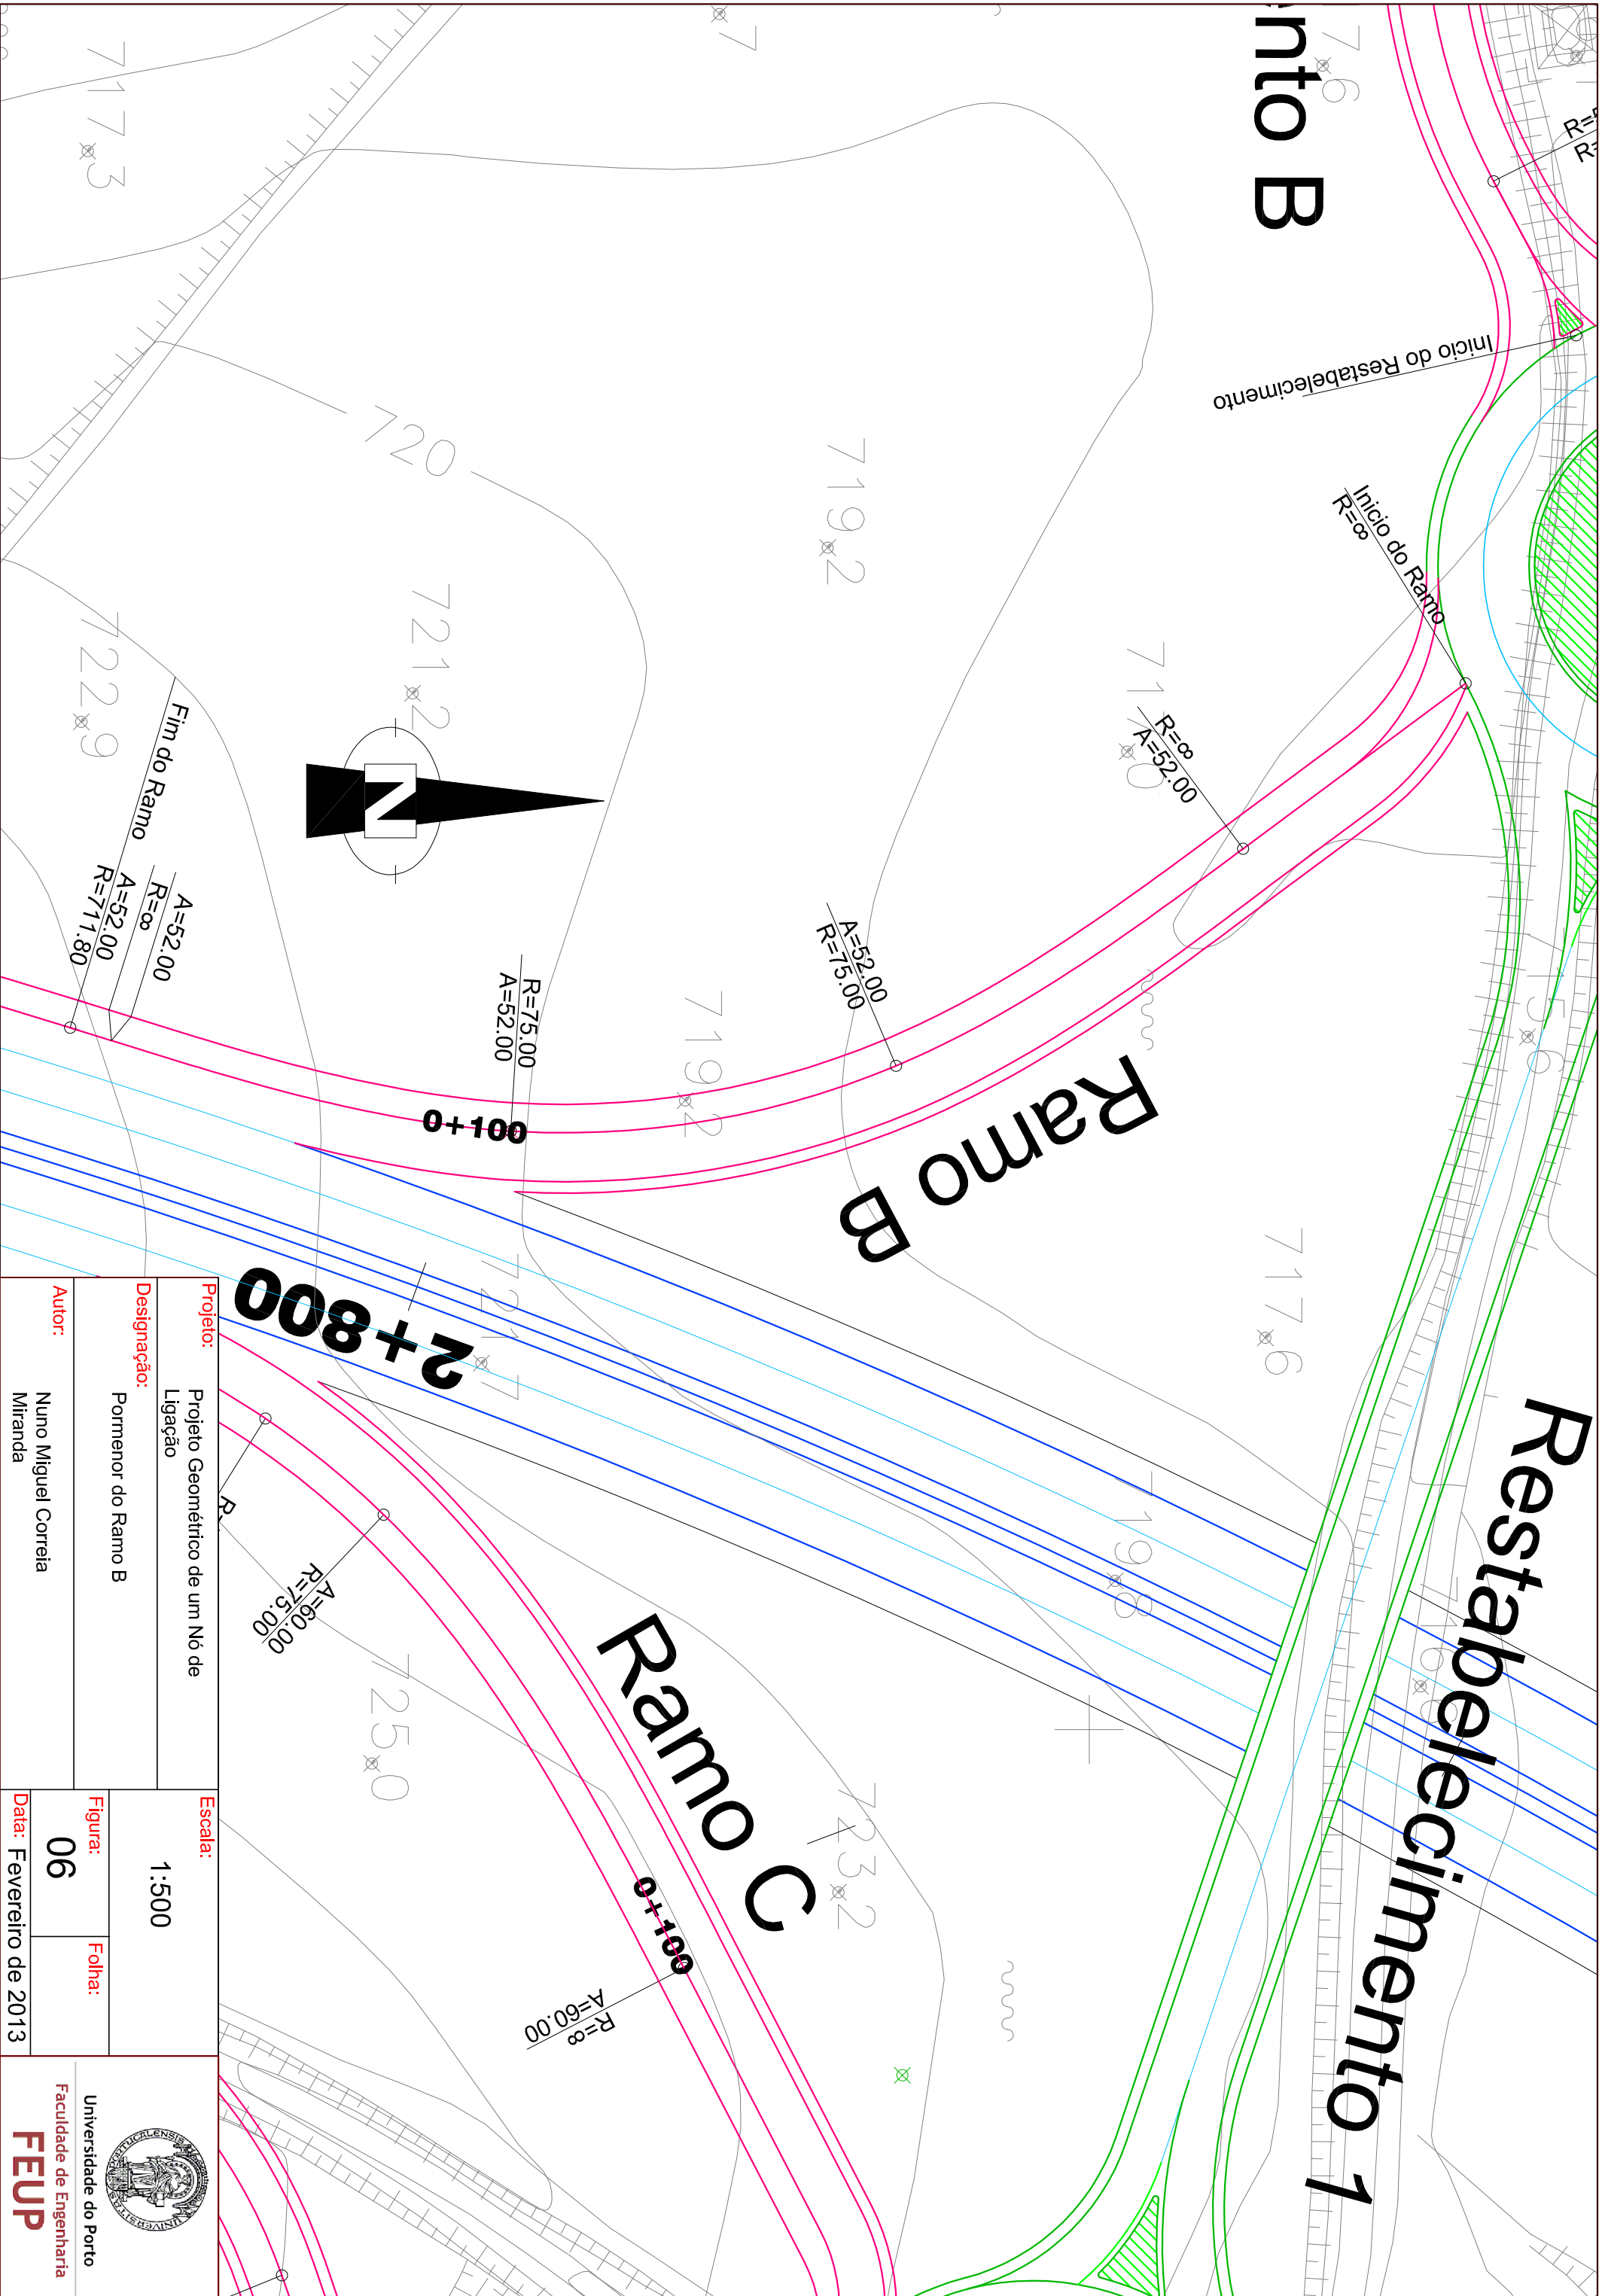 nto B
Restabelecimento 1
Ramo B
Ramo C
2+800
0+100
0+100
Inicio do Restabelecimento
Inicio do Ramo
R=∞
R=∞
A=52.00
A=52.00
R=75.00
R=75.00
A=52.00
A=52.00
R=∞
Fim do Ramo
A=52.00
R=711.80
A=60.00
R=75.00
R=∞
A=60.00
N
717.3
720
719.2
721.2
722.9
719.2
717.6
721.7
719.8
725.0
723.2
Projeto:
Projeto Geométrico de um Nó de
Ligação
Designação:
Pormenor do Ramo B
Autor:
Nuno Miguel Correia
Miranda
Escala:
1:500
Figura:
06
Folha:
Data: Fevereiro de 2013
Universidade do Porto
Faculdade de Engenharia
FEUP